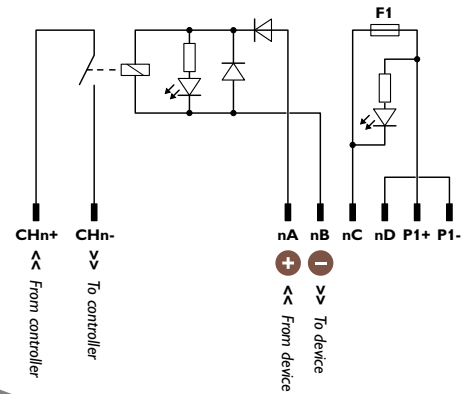 F1
CHn+ CHn- nA nB nC nD P1+ P1-
+ −
<< From controller
>> To controller
<< From device
>> To device